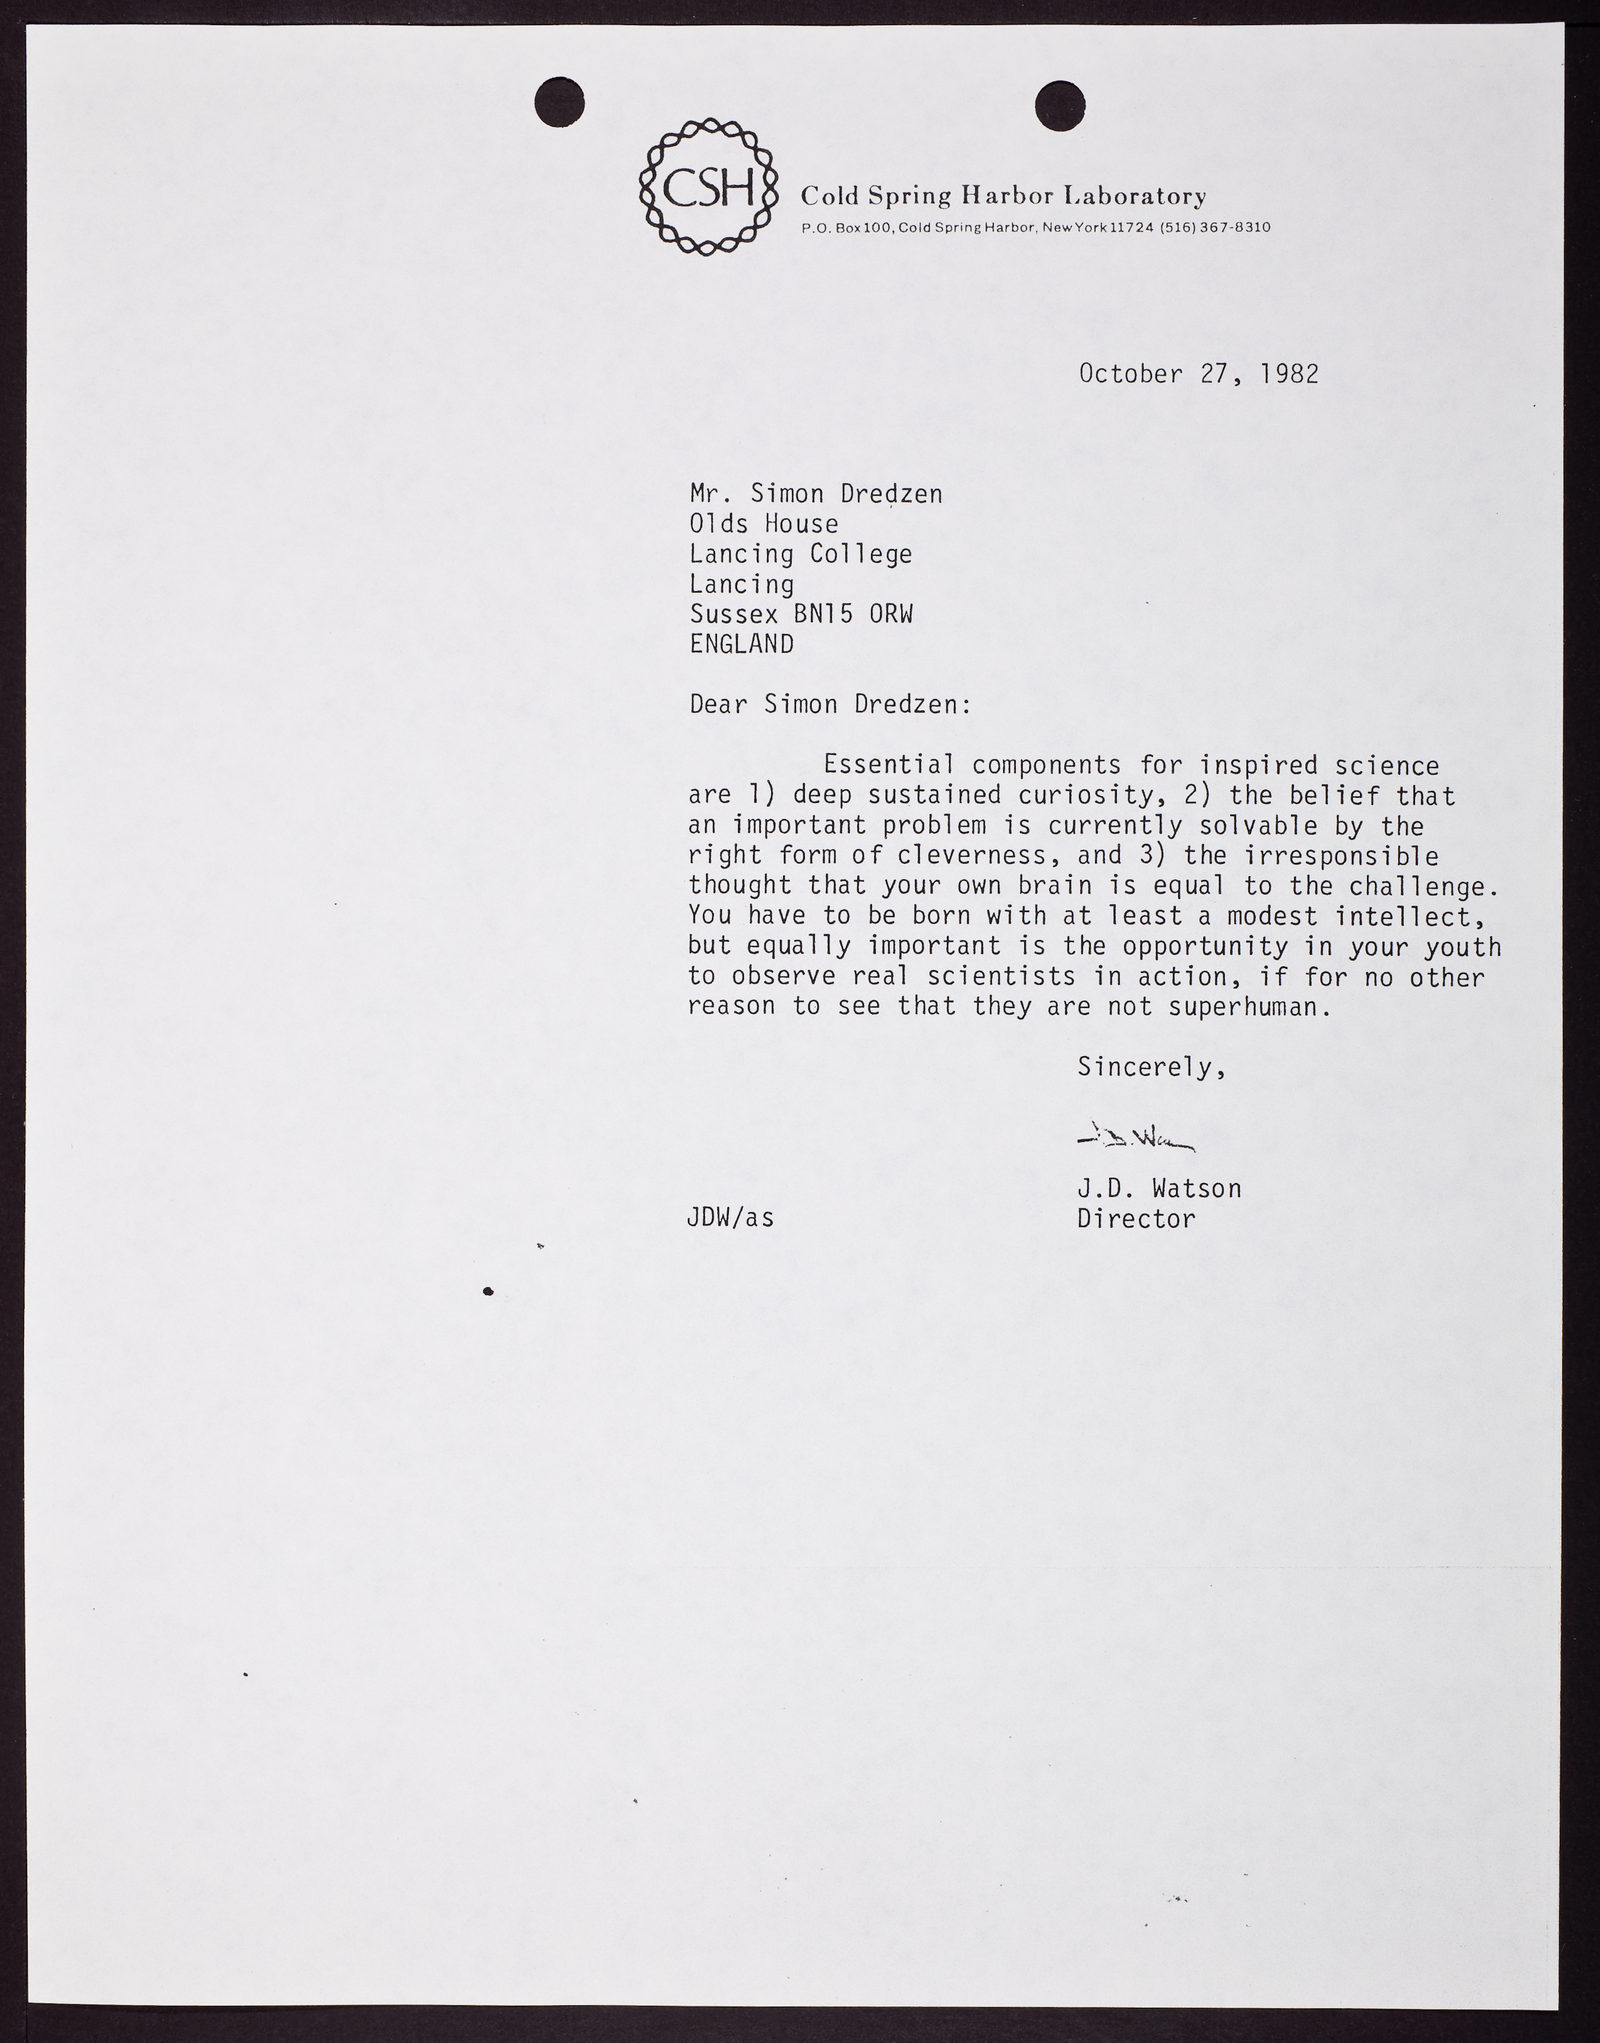 CSH
Cold Spring Harbor Laboratory
P.O. Box 100, Cold Spring Harbor, New York 11724 (516) 367-8310
October 27, 1982
Mr. Simon Dredzen
Olds House
Lancing College
Lancing
Sussex BN15 0RW
ENGLAND
Dear Simon Dredzen:
Essential components for inspired science
are 1) deep sustained curiosity, 2) the belief that
an important problem is currently solvable by the
right form of cleverness, and 3) the irresponsible
thought that your own brain is equal to the challenge.
You have to be born with at least a modest intellect,
but equally important is the opportunity in your youth
to observe real scientists in action, if for no other
reason to see that they are not superhuman.
Sincerely,
J.D. Watson
JDW/as Director